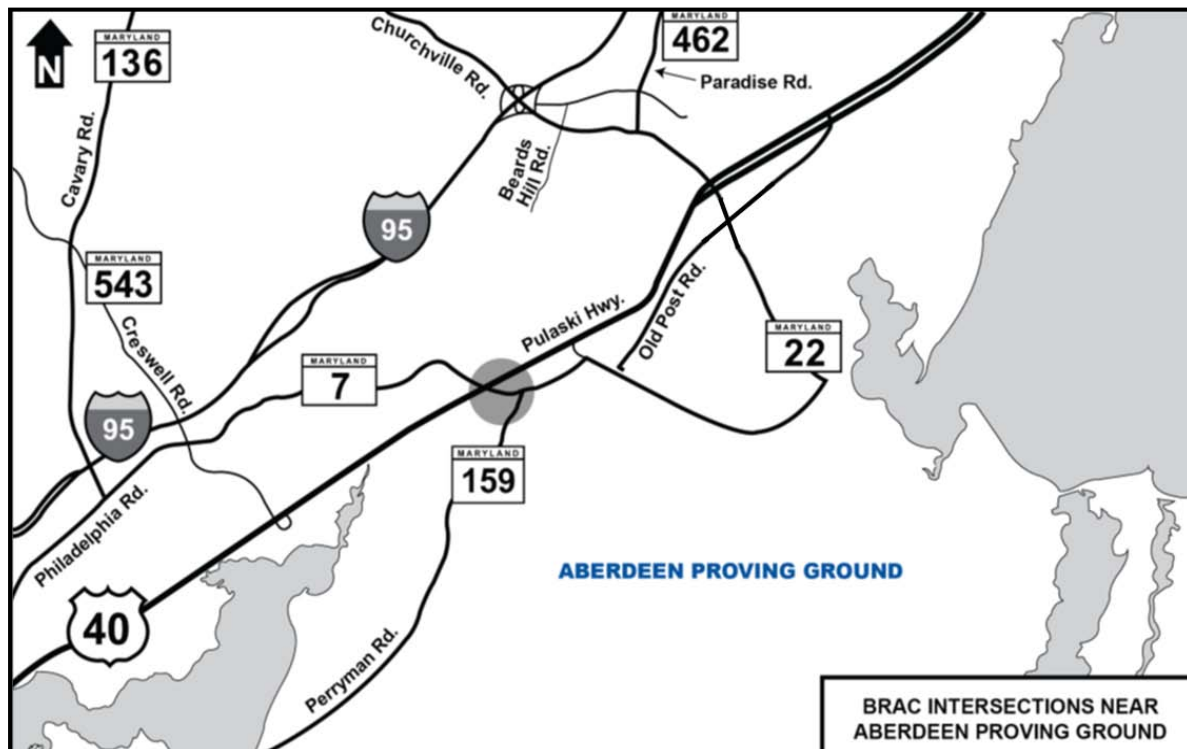 N
MARYLAND
136
Cavary Rd.
Churchville Rd.
MARYLAND
462
Paradise Rd.
Beards
Hill Rd.
95
MARYLAND
543
Creswell Rd.
Pulaski Hwy.
Old Post Rd.
MARYLAND
22
MARYLAND
7
95
MARYLAND
159
Philadelphia Rd.
ABERDEEN PROVING GROUND
40
Perryman Rd.
BRAC INTERSECTIONS NEAR
ABERDEEN PROVING GROUND